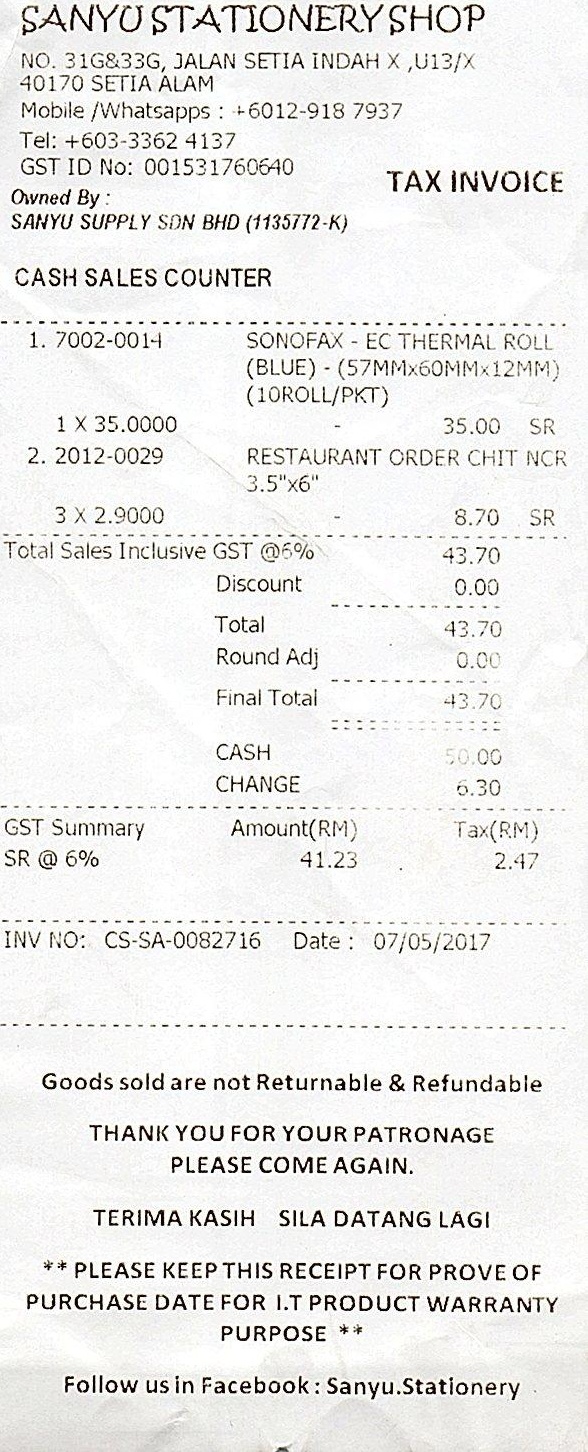 SANYU STATIONERY SHOP
NO. 31G&33G, JALAN SETIA INDAH X ,U13/X
40170 SETIA ALAM
Mobile /Whatsapps : +6012-918 7937
Tel: +603-3362 4137
GST ID No: 001531760640
TAX INVOICE
Owned By :
SANYU SUPPLY SDN BHD (1135772-K)
CASH SALES COUNTER
1. 7002-0014 SONOFAX - EC THERMAL ROLL
(BLUE) - (57MMx60MMx12MM)
(10ROLL/PKT)
1 X 35.0000 - 35.00 SR
2. 2012-0029 RESTAURANT ORDER CHIT NCR
3.5"x6"
3 X 2.9000 - 8.70 SR
Total Sales Inclusive GST @6% 43.70
Discount 0.00
Total 43.70
Round Adj 0.00
Final Total 43.70
CASH 50.00
CHANGE 6.30
GST Summary Amount(RM) Tax(RM)
SR @ 6% 41.23 2.47
INV NO: CS-SA-0082716 Date : 07/05/2017
Goods sold are not Returnable & Refundable
THANK YOU FOR YOUR PATRONAGE
PLEASE COME AGAIN.
TERIMA KASIH SILA DATANG LAGI
** PLEASE KEEP THIS RECEIPT FOR PROVE OF
PURCHASE DATE FOR I.T PRODUCT WARRANTY
PURPOSE **
Follow us in Facebook : Sanyu.Stationery